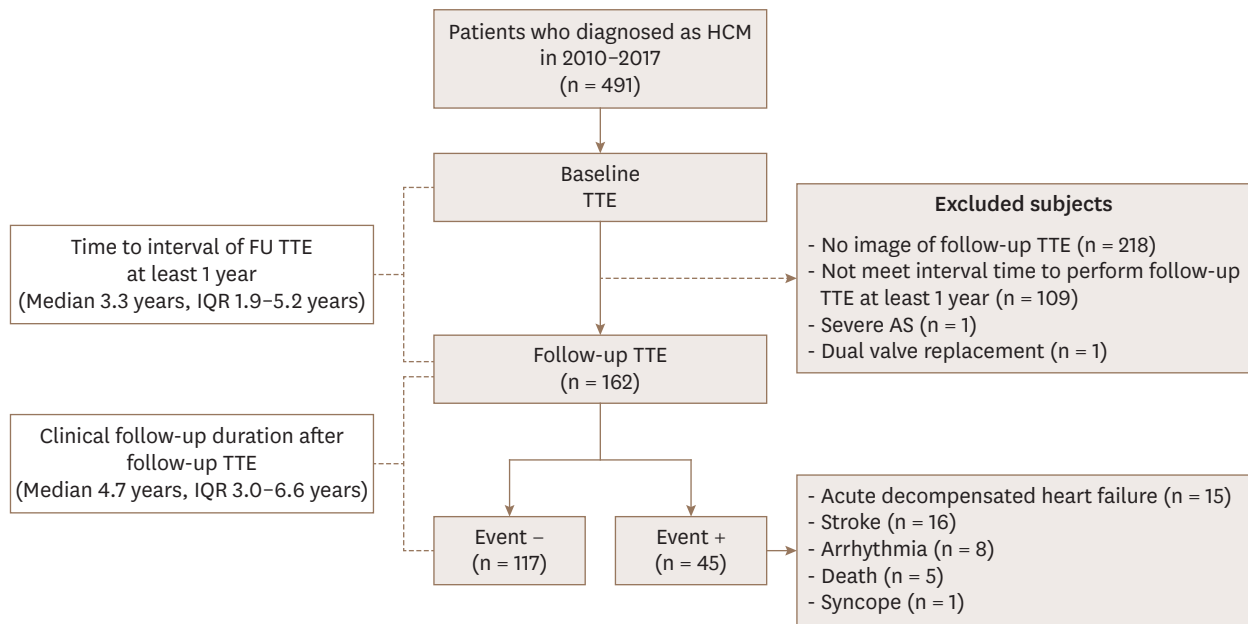 Patients who diagnosed as HCM
in 2010–2017
(n = 491)
Baseline
TTE
Time to interval of FU TTE
at least 1 year
(Median 3.3 years, IQR 1.9–5.2 years)
Excluded subjects
- No image of follow-up TTE (n = 218)
- Not meet interval time to perform follow-up
TTE at least 1 year (n = 109)
- Severe AS (n = 1)
- Dual valve replacement (n = 1)
Follow-up TTE
(n = 162)
Clinical follow-up duration after
follow-up TTE
(Median 4.7 years, IQR 3.0–6.6 years)
Event –
(n = 117)
Event +
(n = 45)
- Acute decompensated heart failure (n = 15)
- Stroke (n = 16)
- Arrhythmia (n = 8)
- Death (n = 5)
- Syncope (n = 1)